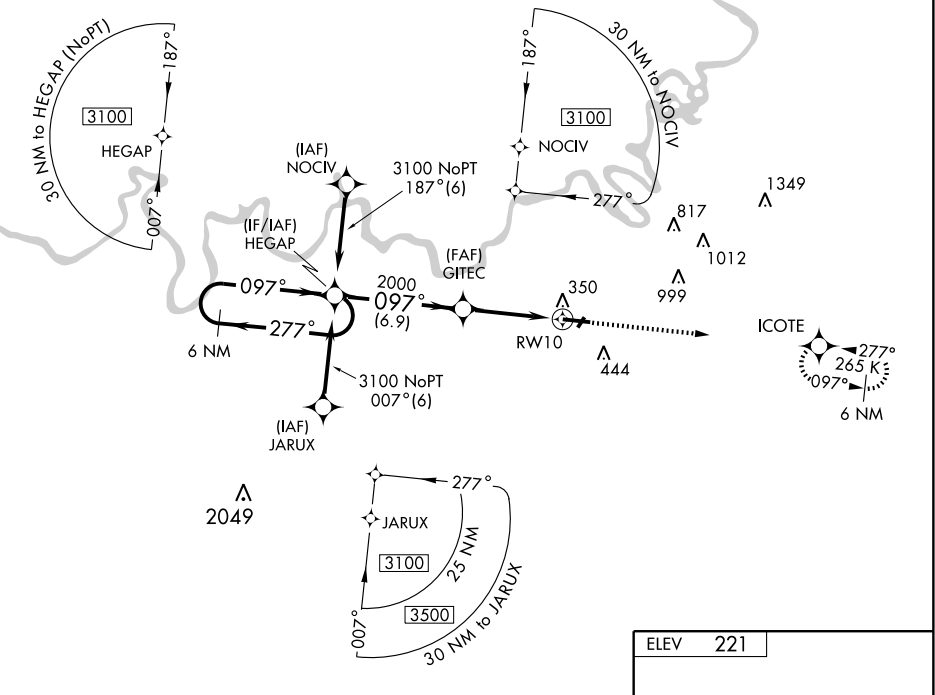 30 NM to HEGAP (NoPT)
187°
3100
HEGAP
007°
30 NM to NOCIV
187°
3100
NOCIV
277°
(IAF)
NOCIV
3100 NoPT
187° (6)
(IF/IAF)
HEGAP
097°
277°
6 NM
2000
097°
(6.9)
(FAF)
GITEC
350
RW10
444
817
1012
999
1349
ICOTE
277°
265 K
097°
6 NM
3100 NoPT
007° (6)
(IAF)
JARUX
2049
277°
JARUX
3100
25 NM
3500
30 NM to JARUX
007°
ELEV 221